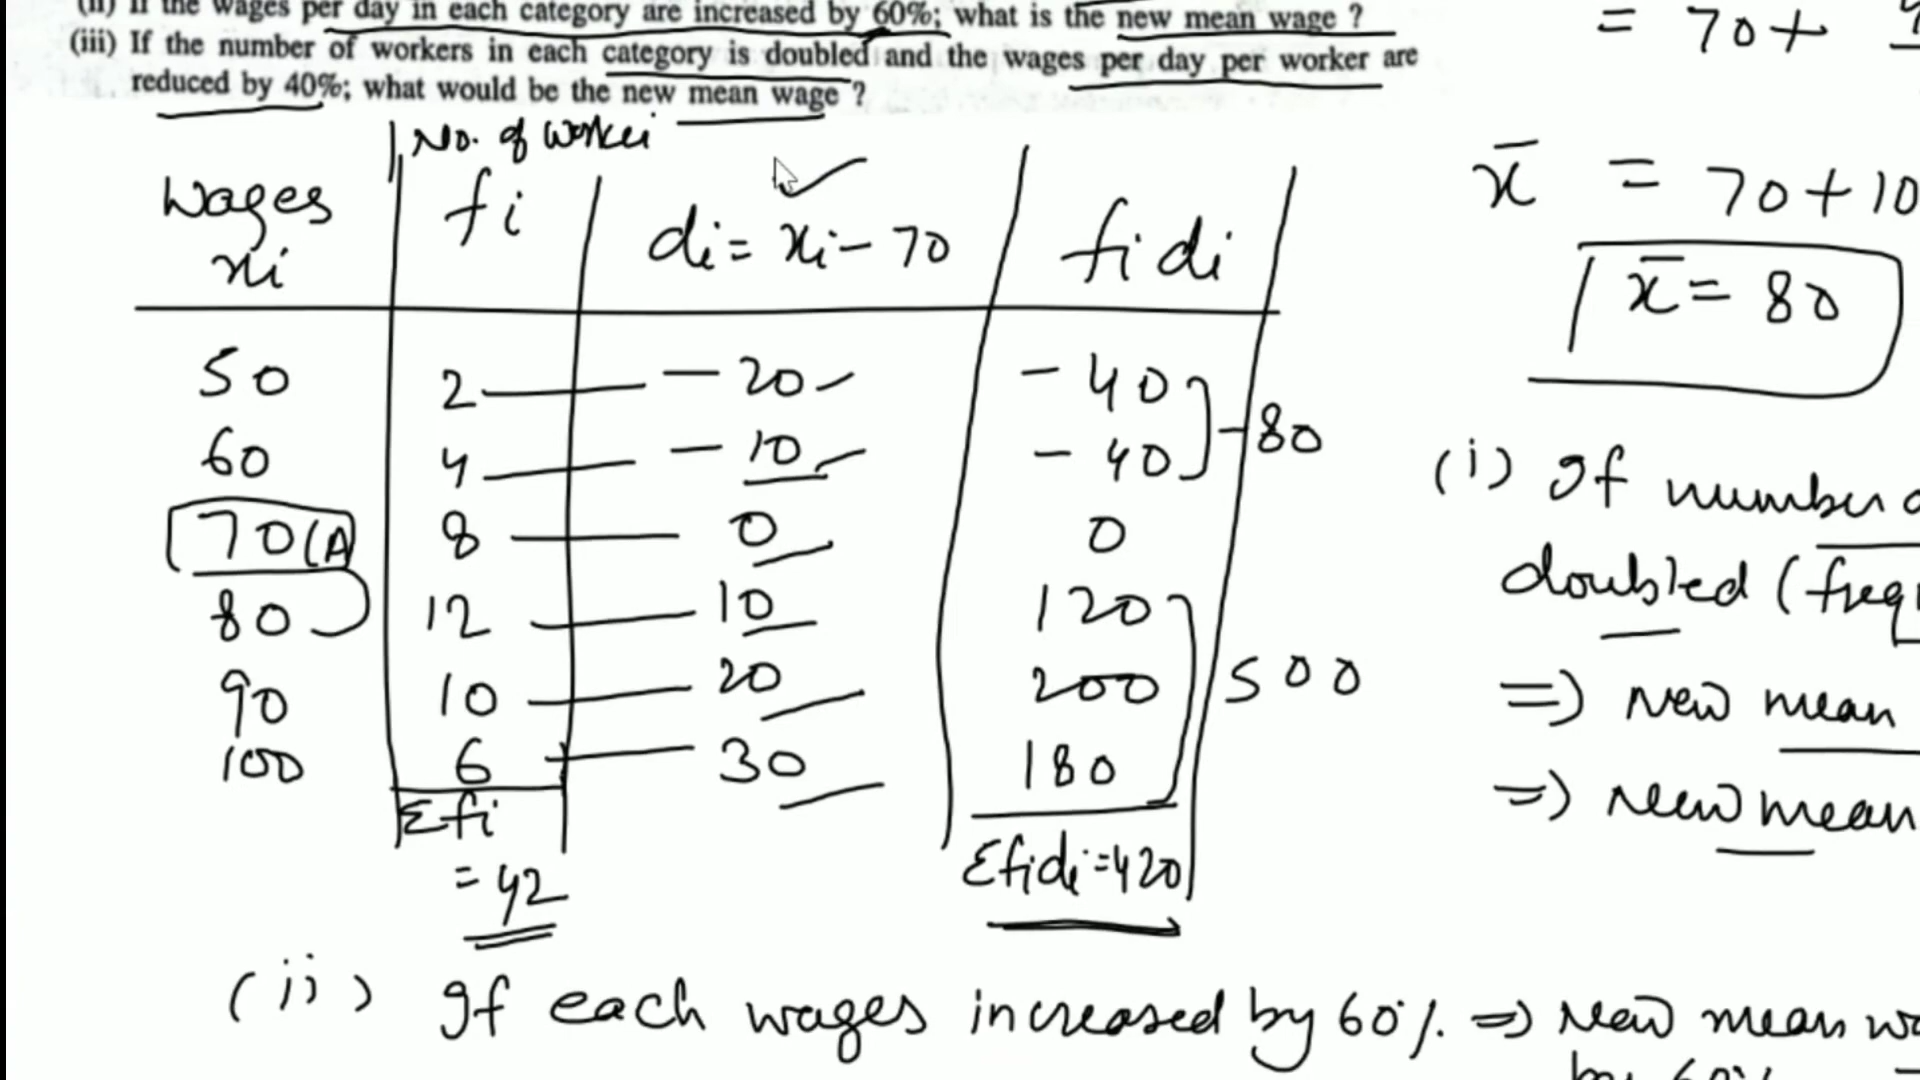 (ii) If the wages per day in each category are increased by 60%; what is the new mean wage ?
(iii) If the number of workers in each category is doubled and the wages per day per worker are
reduced by 40%; what would be the new mean wage ?
= 70+
No. of worker
Wages xi | fi | di = xi - 70 | fidi
50 | 2 | -20 | -40
60 | 4 | -10 | -40
-80
70(A) | 8 | 0 | 0
80 | 12 | 10 | 120
90 | 10 | 20 | 200
100 | 6 | 30 | 180
500
Σfi = 42
Σfidi = 420
x̄ = 70+10
x̄ = 80
(i) If number
doubled (freq
=> New mean
=> New mean
(ii) If each wages increased by 60% => New mean
by 60%